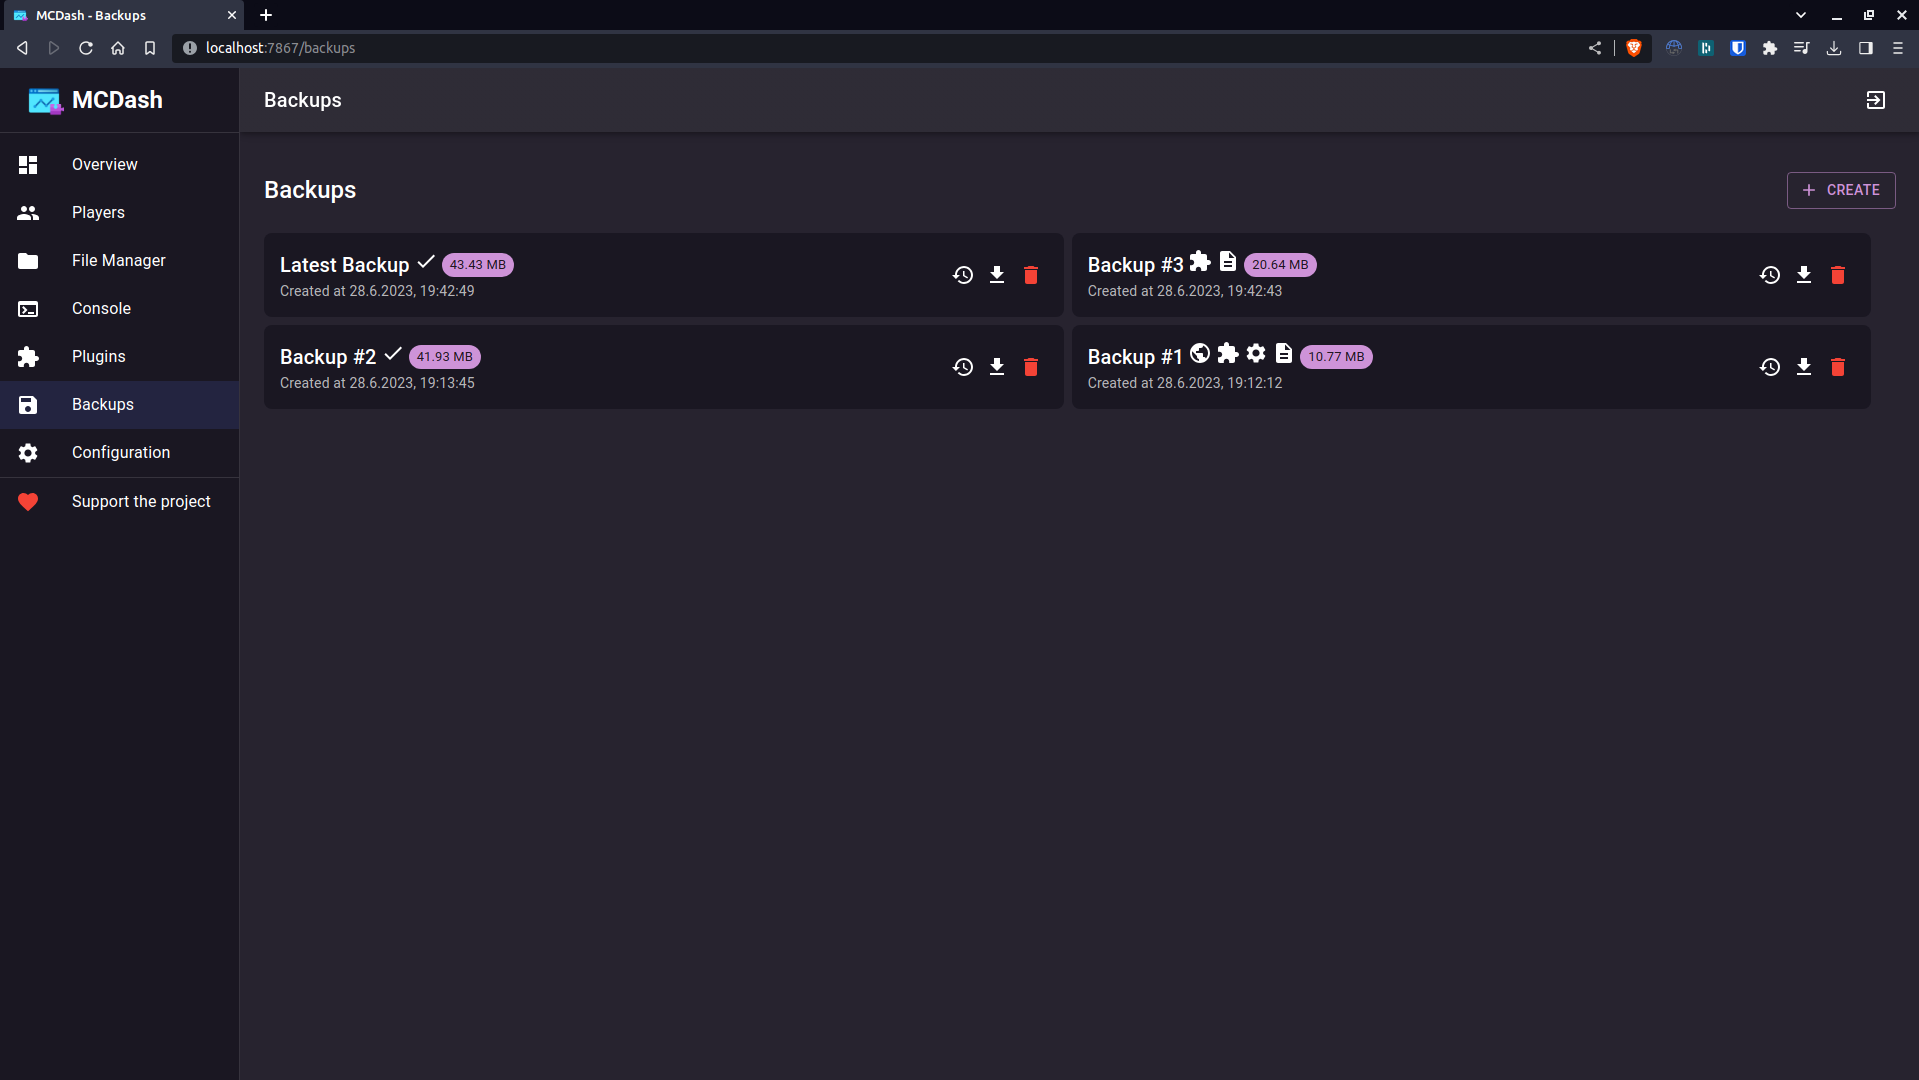 MCDash - Backups
localhost:7867/backups
MCDash
Backups
Overview
Players
File Manager
Console
Plugins
Backups
Configuration
Support the project
Backups
CREATE
Latest Backup 43.43 MB
Created at 28.6.2023, 19:42:49
Backup #3 20.64 MB
Created at 28.6.2023, 19:42:43
Backup #2 41.93 MB
Created at 28.6.2023, 19:13:45
Backup #1 10.77 MB
Created at 28.6.2023, 19:12:12